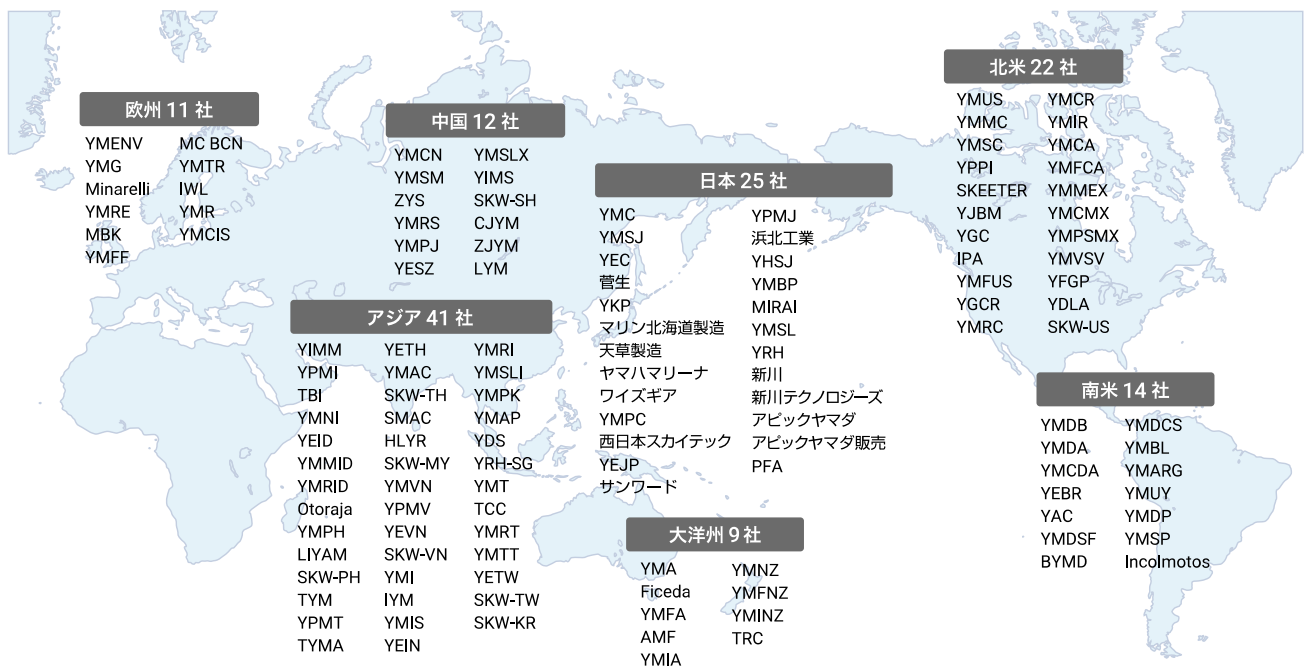 欧州 11 社
YMENV MC BCN
YMG YMTR
Minarelli IWL
YMRE YMR
MBK YMCIS
YMFF
中国 12 社
YMCN YMSLX
YMSM YIMS
ZYS SKW-SH
YMRS CJYM
YMPJ ZJYM
YESZ LYM
アジア 41 社
YIMM YETH YMRI
YPMI YMAC YMSLI
TBI SKW-TH YMPK
YMNI SMAC YMAP
YEID HLYR YDS
YMMID SKW-MY YRH-SG
YMRID YMVN YMT
Otoraja YPMV TCC
YMPH YEVN YMRT
LIYAM SKW-VN YMTT
SKW-PH YMI YETW
TYM IYM SKW-TW
YPMT YMIS SKW-KR
TYMA YEIN
日本 25 社
YMC YPMJ
YMSJ 浜北工業
YEC YHSJ
菅生 YMBP
YKP MIRAI
マリン北海道製造 YMSL
天草製造 YRH
ヤマハマリーナ 新川
ワイズギア 新川テクノロジーズ
YMPC アピックヤマダ
西日本スカイテック アピックヤマダ販売
YEJP PFA
サンワード
大洋州 9 社
YMA YMNZ
Ficeda YMFNZ
YMFA YMINZ
AMF TRC
YMIA
北米 22 社
YMUS YMCR
YMMC YMIR
YMSC YMCA
YPPI YMFCA
SKEETER YMMEX
YJBM YMCMX
YGC YMPSMX
IPA YMVSV
YMFUS YFGP
YGCR YDLA
YMRC SKW-US
南米 14 社
YMDB YMDCS
YMDA YMBL
YMCDA YMARG
YEBR YMUY
YAC YMDP
YMDSF YMSP
BYMD Incolmotos